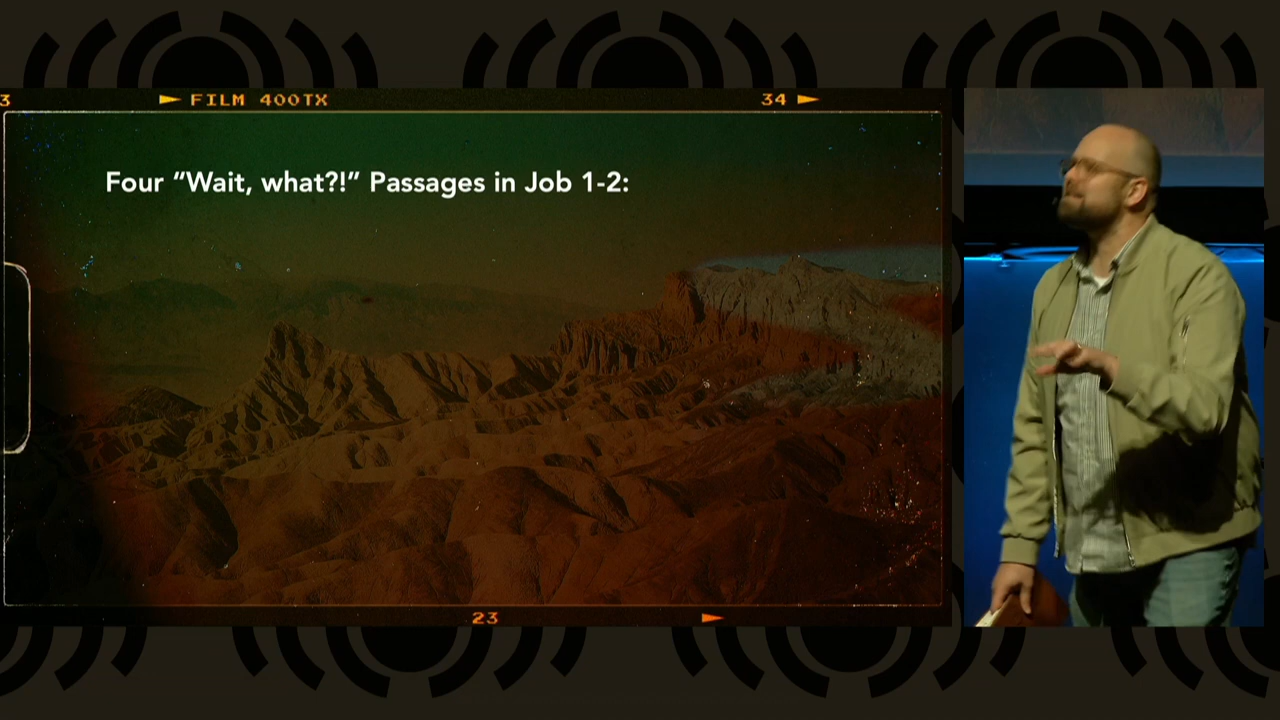 3 FILM 400TX 34
Four “Wait, what?!” Passages in Job 1-2:
23